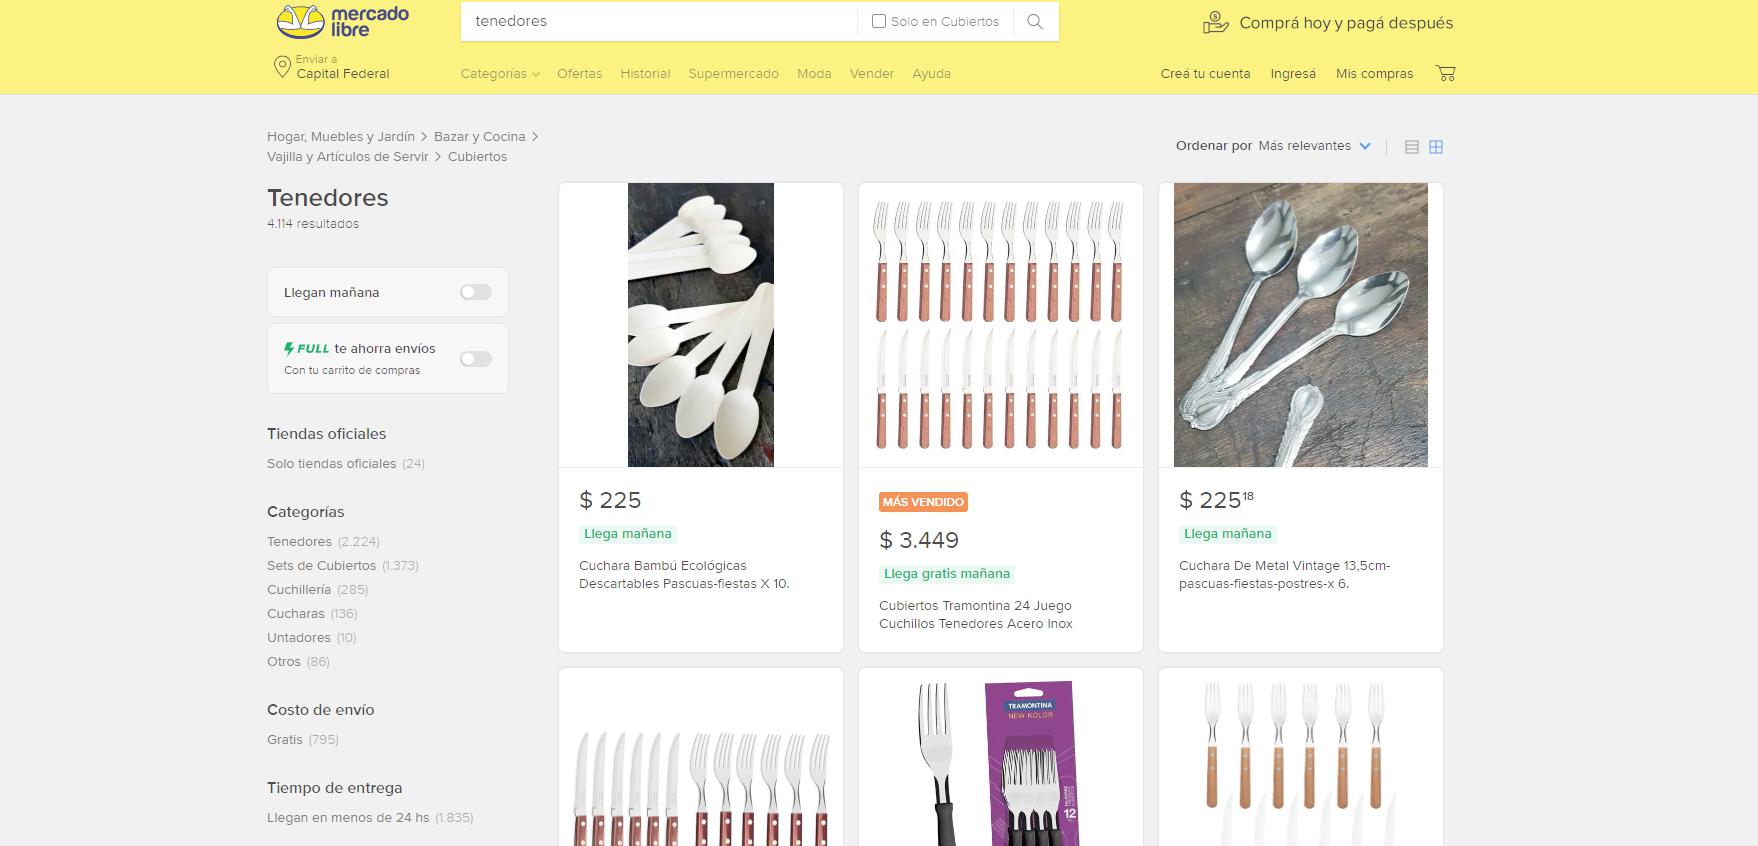 mercado
libre
tenedores
Solo en Cubiertos
Comprá hoy y pagá después
Enviar a
Capital Federal
Categorías
Ofertas
Historial
Supermercado
Moda
Vender
Ayuda
Creá tu cuenta
Ingresá
Mis compras
Hogar, Muebles y Jardín > Bazar y Cocina >
Vajilla y Artículos de Servir > Cubiertos
Ordenar por Más relevantes
Tenedores
4.114 resultados
Llegan mañana
FULL te ahorra envíos
Con tu carrito de compras
Tiendas oficiales
Solo tiendas oficiales (24)
Categorías
Tenedores (2.224)
Sets de Cubiertos (1.373)
Cuchillería (285)
Cucharas (136)
Untadores (10)
Otros (86)
Costo de envío
Gratis (795)
Tiempo de entrega
Llegan en menos de 24 hs (1.835)
$ 225
Llega mañana
Cuchara Bambú Ecológicas
Descartables Pascuas-fiestas X 10.
MÁS VENDIDO
$ 3.449
Llega gratis mañana
Cubiertos Tramontina 24 Juego
Cuchillos Tenedores Acero Inox
$ 225 18
Llega mañana
Cuchara De Metal Vintage 13,5cm-
pascuas-fiestas-postres-x 6.
TRAMONTINA
NEW KOLOR
12